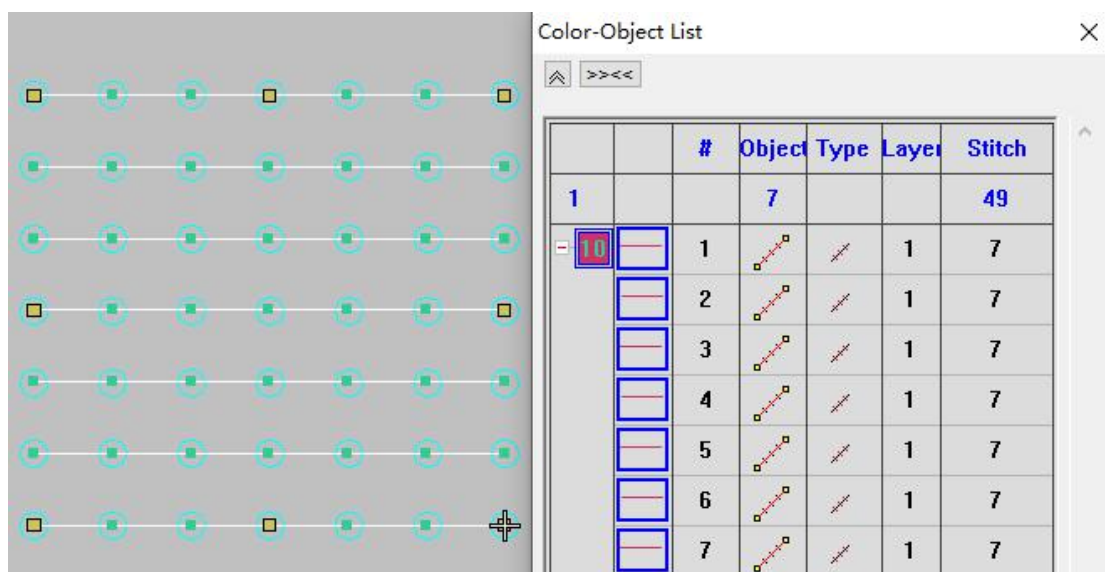 Color-Object List
>><<
# Object Type Layer Stitch
1 7 49
10 1 1 7
2 1 7
3 1 7
4 1 7
5 1 7
6 1 7
7 1 7